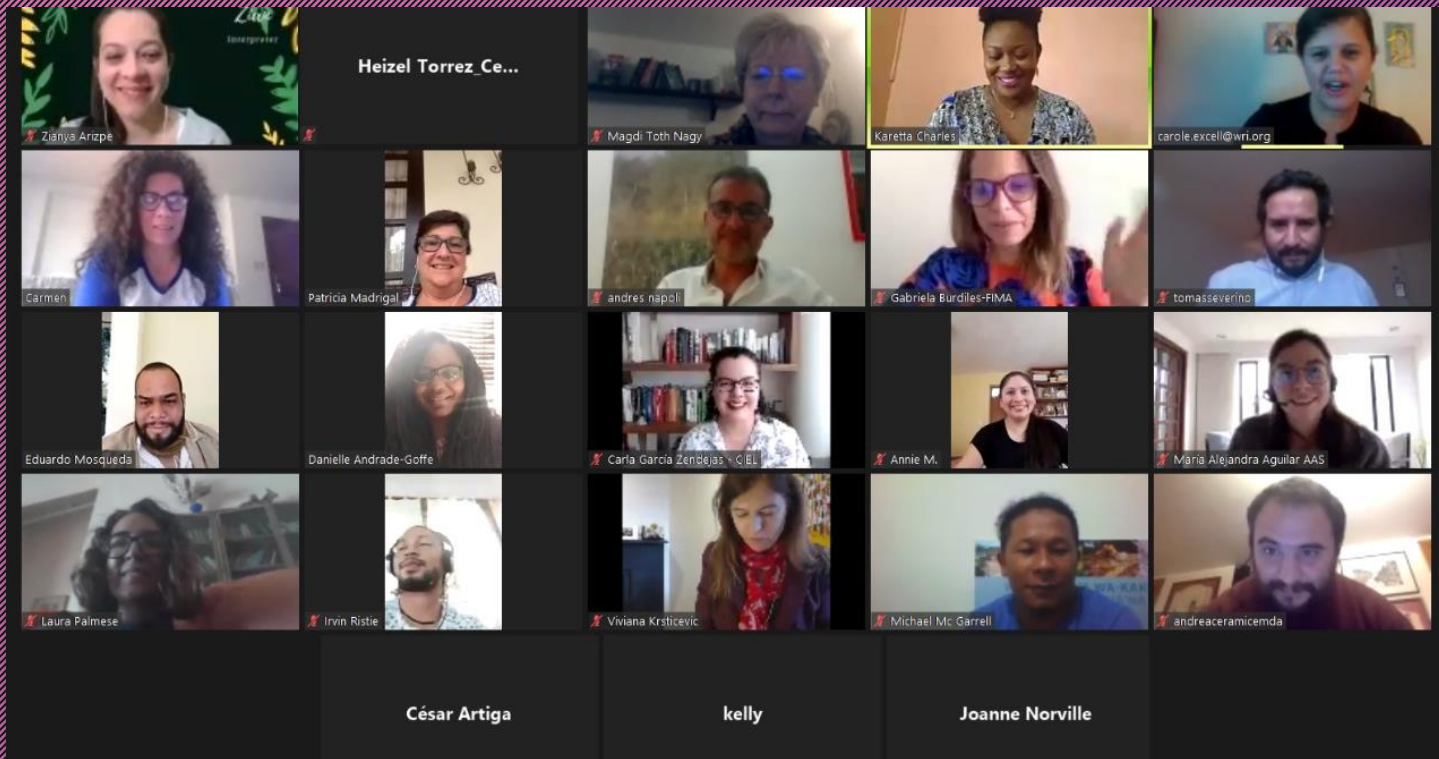 Live
Interpreter
Zianya Arizpe
Heizel Torrez_Ce...
Magdi Toth Nagy
Karetta Charles
carole.excell@wri.org
Carmen
Patricia Madrigal
andres napoli
Gabriela Burdiles-FIMA
tomasseverino
Eduardo Mosqueda
Danielle Andrade-Goffe
Carla García Zendejas - CIEL
Annie M.
María Alejandra Aguilar AAS
Laura Palmese
Irvin Ristie
Viviana Krsticevic
Michael Mc Garrell
andreaceramicemda
César Artiga
kelly
Joanne Norville